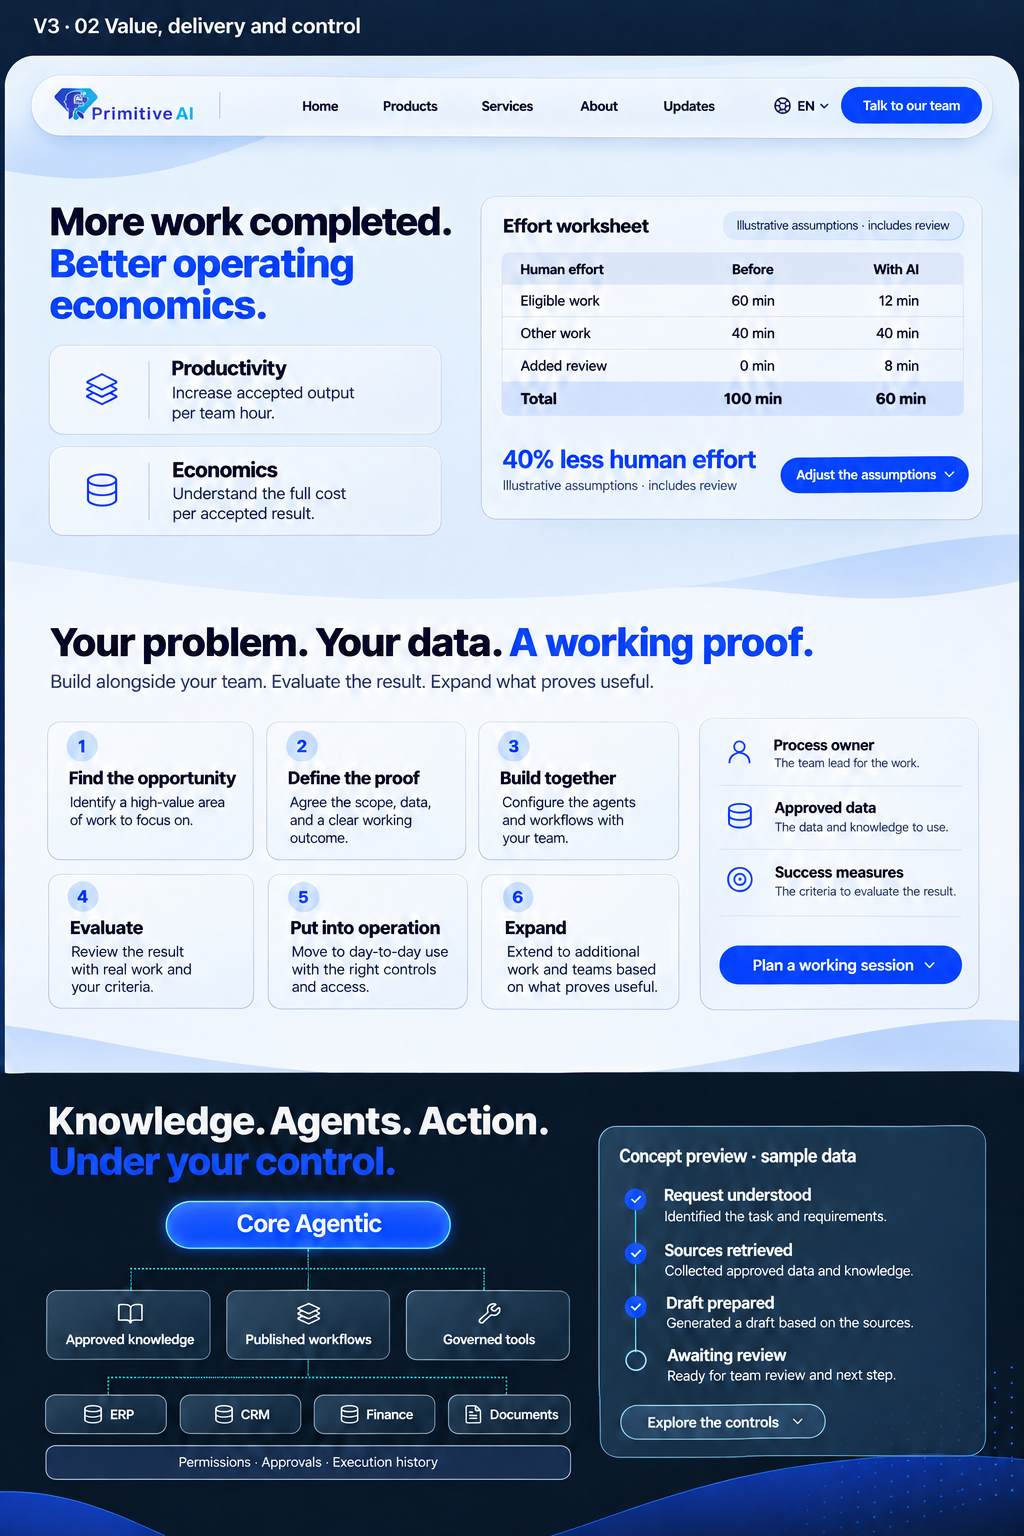 V3 · 02 Value, delivery and control
Primitive AI
Home
Products
Services
About
Updates
EN
Talk to our team
More work completed.
Better operating
economics.
Productivity
Increase accepted output
per team hour.
Economics
Understand the full cost
per accepted result.
Effort worksheet
Illustrative assumptions · includes review
Human effort Before With AI
Eligible work 60 min 12 min
Other work 40 min 40 min
Added review 0 min 8 min
Total 100 min 60 min
40% less human effort
Illustrative assumptions · includes review
Adjust the assumptions
Your problem. Your data. A working proof.
Build alongside your team. Evaluate the result. Expand what proves useful.
1
Find the opportunity
Identify a high-value area
of work to focus on.
2
Define the proof
Agree the scope, data,
and a clear working
outcome.
3
Build together
Configure the agents
and workflows with
your team.
4
Evaluate
Review the result
with real work and
your criteria.
5
Put into operation
Move to day-to-day use
with the right controls
and access.
6
Expand
Extend to additional
work and teams based
on what proves useful.
Process owner
The team lead for the work.
Approved data
The data and knowledge to use.
Success measures
The criteria to evaluate the result.
Plan a working session
Knowledge. Agents. Action.
Under your control.
Core Agentic
Approved knowledge
Published workflows
Governed tools
ERP
CRM
Finance
Documents
Permissions · Approvals · Execution history
Concept preview · sample data
Request understood
Identified the task and requirements.
Sources retrieved
Collected approved data and knowledge.
Draft prepared
Generated a draft based on the sources.
Awaiting review
Ready for team review and next step.
Explore the controls